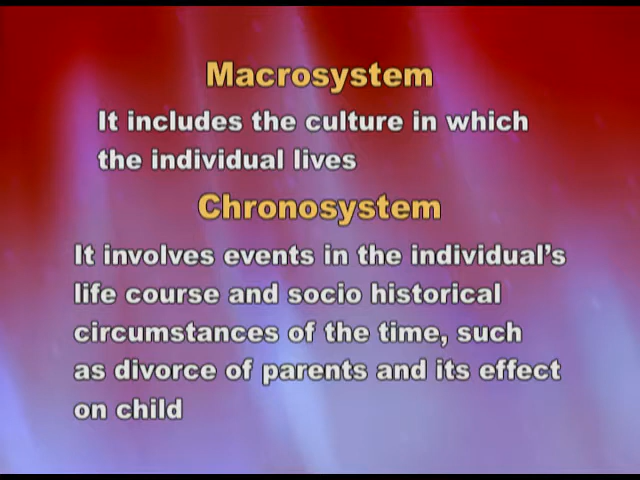 Macrosystem
It includes the culture in which
the individual lives
Chronosystem
It involves events in the individual's
life course and socio historical
circumstances of the time, such
as divorce of parents and its effect
on child